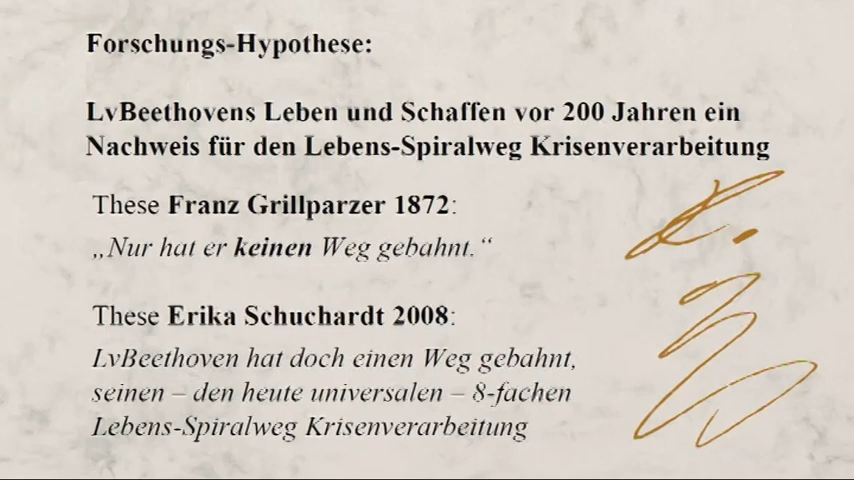 Forschungs-Hypothese:
LvBeethovens Leben und Schaffen vor 200 Jahren ein
Nachweis für den Lebens-Spiralweg Krisenverarbeitung
These Franz Grillparzer 1872:
„Nur hat er keinen Weg gebahnt.“
These Erika Schuchardt 2008:
LvBeethoven hat doch einen Weg gebahnt,
seinen – den heute universalen – 8-fachen
Lebens-Spiralweg Krisenverarbeitung